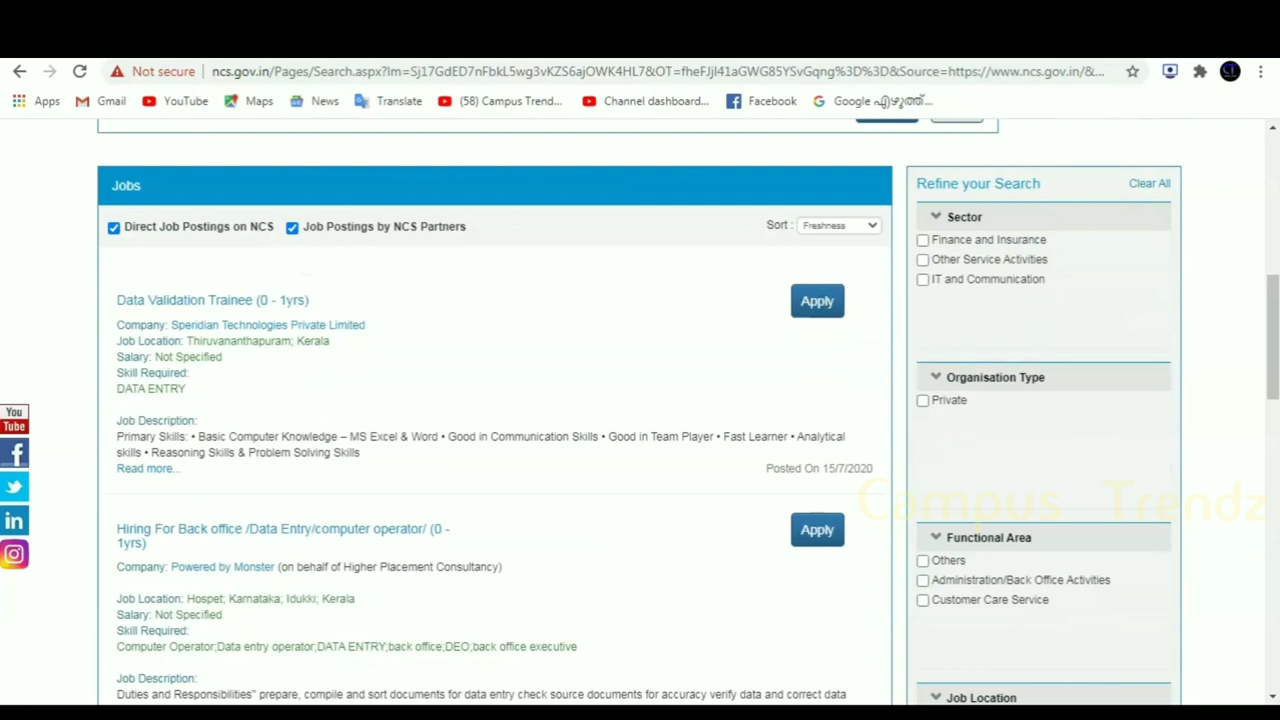 Not secure | ncs.gov.in/Pages/Search.aspx?lm=Sj17GdED7nFbkL5wg3vKZS6ajOWK4HL7&OT=fheFJjl41aGWG85YSvGqng%3D%3D&Source=https://www.ncs.gov.in/&...
Apps Gmail YouTube Maps News Translate (58) Campus Trend... Channel dashboard... Facebook Google എഴുത്ത്...
Jobs
Direct Job Postings on NCS Job Postings by NCS Partners Sort : Freshness
Data Validation Trainee (0 - 1yrs) Apply
Company: Speridian Technologies Private Limited
Job Location: Thiruvananthapuram; Kerala
Salary: Not Specified
Skill Required:
DATA ENTRY
Job Description:
Primary Skills: • Basic Computer Knowledge – MS Excel & Word • Good in Communication Skills • Good in Team Player • Fast Learner • Analytical
skills • Reasoning Skills & Problem Solving Skills
Read more... Posted On 15/7/2020
Hiring For Back office /Data Entry/computer operator/ (0 -
1yrs) Apply
Company: Powered by Monster (on behalf of Higher Placement Consultancy)
Job Location: Hospet; Karnataka; Idukki; Kerala
Salary: Not Specified
Skill Required:
Computer Operator;Data entry operator;DATA ENTRY;back office;DEO;back office executive
Job Description:
Duties and Responsibilities" prepare, compile and sort documents for data entry check source documents for accuracy verify data and correct data
Refine your Search Clear All
Sector
Finance and Insurance
Other Service Activities
IT and Communication
Organisation Type
Private
Campus Trendz
Functional Area
Others
Administration/Back Office Activities
Customer Care Service
Job Location
You
Tube
f
in